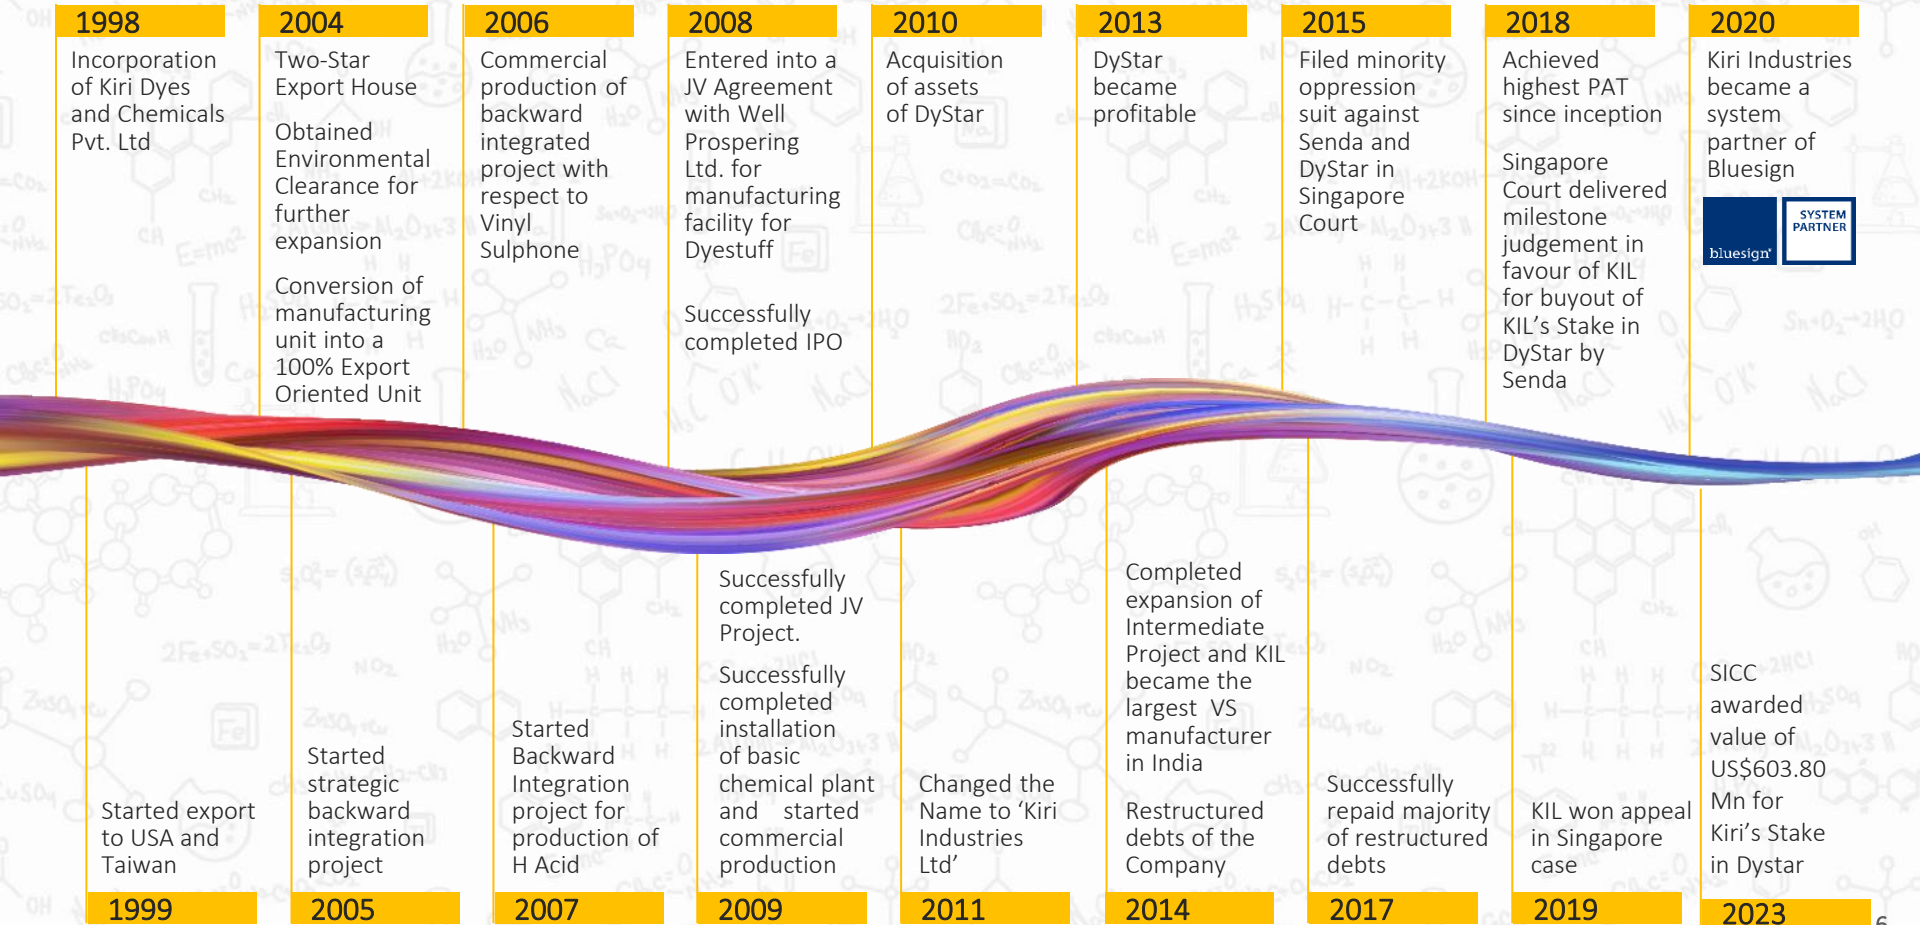 1998
Incorporation
of Kiri Dyes
and Chemicals
Pvt. Ltd
2004
Two-Star
Export House
Obtained
Environmental
Clearance for
further
expansion
Conversion of
manufacturing
unit into a
100% Export
Oriented Unit
2006
Commercial
production of
backward
integrated
project with
respect to
Vinyl
Sulphone
2008
Entered into a
JV Agreement
with Well
Prospering
Ltd. for
manufacturing
facility for
Dyestuff
Successfully
completed IPO
2010
Acquisition
of assets
of DyStar
2013
DyStar
became
profitable
2015
Filed minority
oppression
suit against
Senda and
DyStar in
Singapore
Court
2018
Achieved
highest PAT
since inception
Singapore
Court delivered
milestone
judgement in
favour of KIL
for buyout of
KIL's Stake in
DyStar by
Senda
2020
Kiri Industries
became a
system
partner of
Bluesign
bluesign
SYSTEM
PARTNER
Started export
to USA and
Taiwan
1999
Started
strategic
backward
integration
project
2005
Started
Backward
Integration
project for
production of
H Acid
2007
Successfully
completed JV
Project.
Successfully
completed
installation
of basic
chemical plant
and started
commercial
production
2009
Changed the
Name to ‘Kiri
Industries
Ltd’
2011
Completed
expansion of
Intermediate
Project and KIL
became the
largest VS
manufacturer
in India
Restructured
debts of the
Company
2014
Successfully
repaid majority
of restructured
debts
2017
KIL won appeal
in Singapore
case
2019
SICC
awarded
value of
US$603.80
Mn for
Kiri's Stake
in Dystar
2023